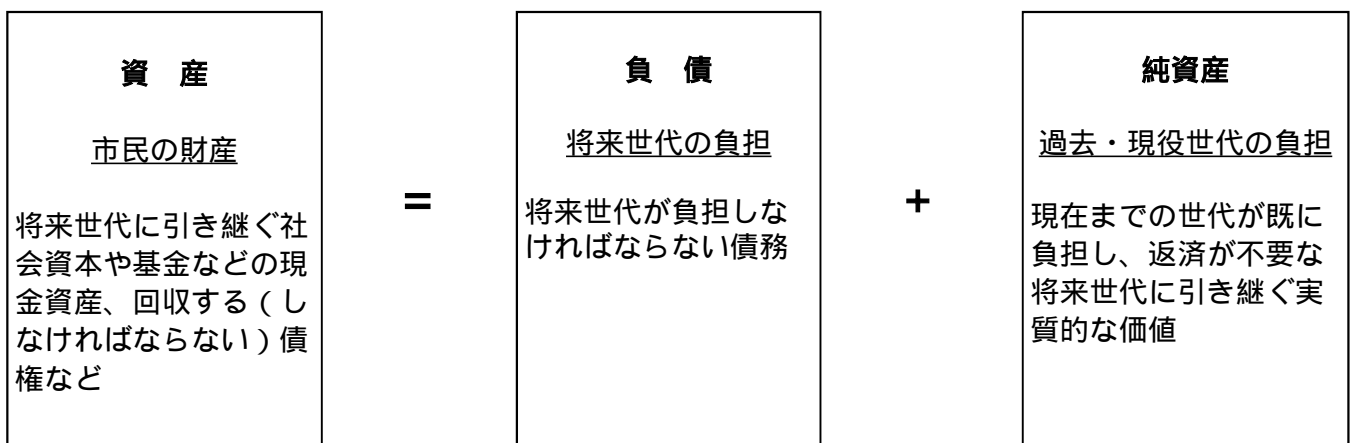 資　産
市民の財産
将来世代に引き継ぐ社
会資本や基金などの現
金資産、回収する（し
なければならない）債
権など
=
負　債
将来世代の負担
将来世代が負担しな
ければならない債務
+
純資産
過去・現役世代の負担
現在までの世代が既に
負担し、返済が不要な
将来世代に引き継ぐ実
質的な価値